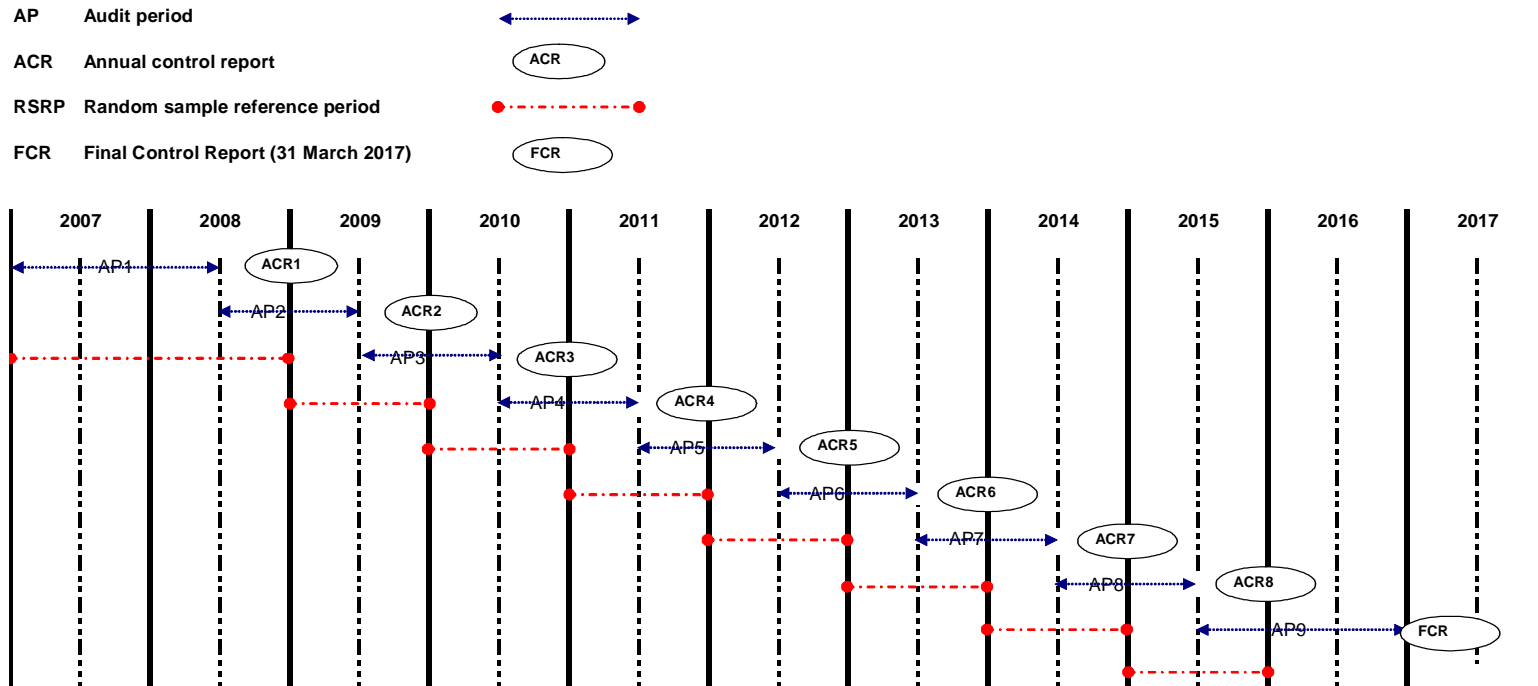 AP Audit period
ACR Annual control report ACR
RSRP Random sample reference period
FCR Final Control Report (31 March 2017) FCR
2007 2008 2009 2010 2011 2012 2013 2014 2015 2016 2017
AP1 ACR1
AP2 ACR2
AP3 ACR3
AP4 ACR4
AP5 ACR5
AP6 ACR6
AP7 ACR7
AP8 ACR8
AP9 FCR